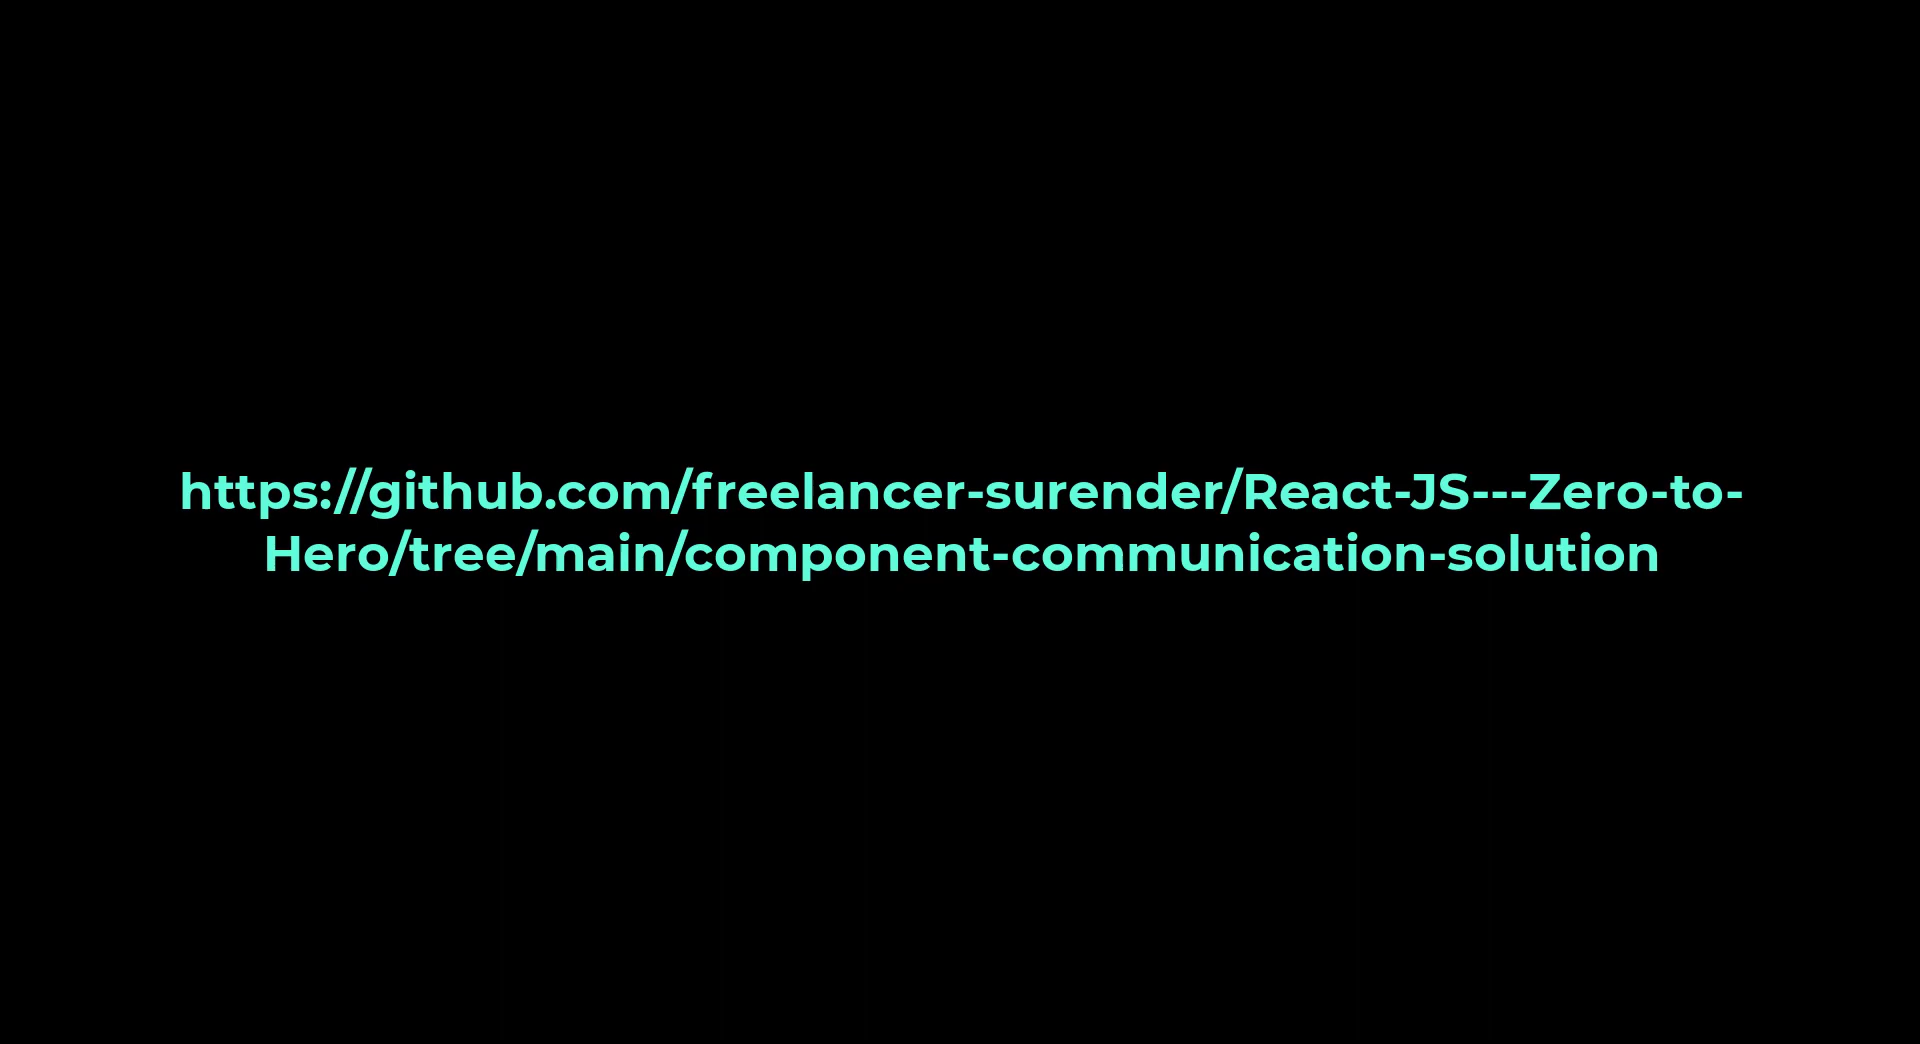 https://github.com/freelancer-surender/React-JS---Zero-to-
Hero/tree/main/component-communication-solution